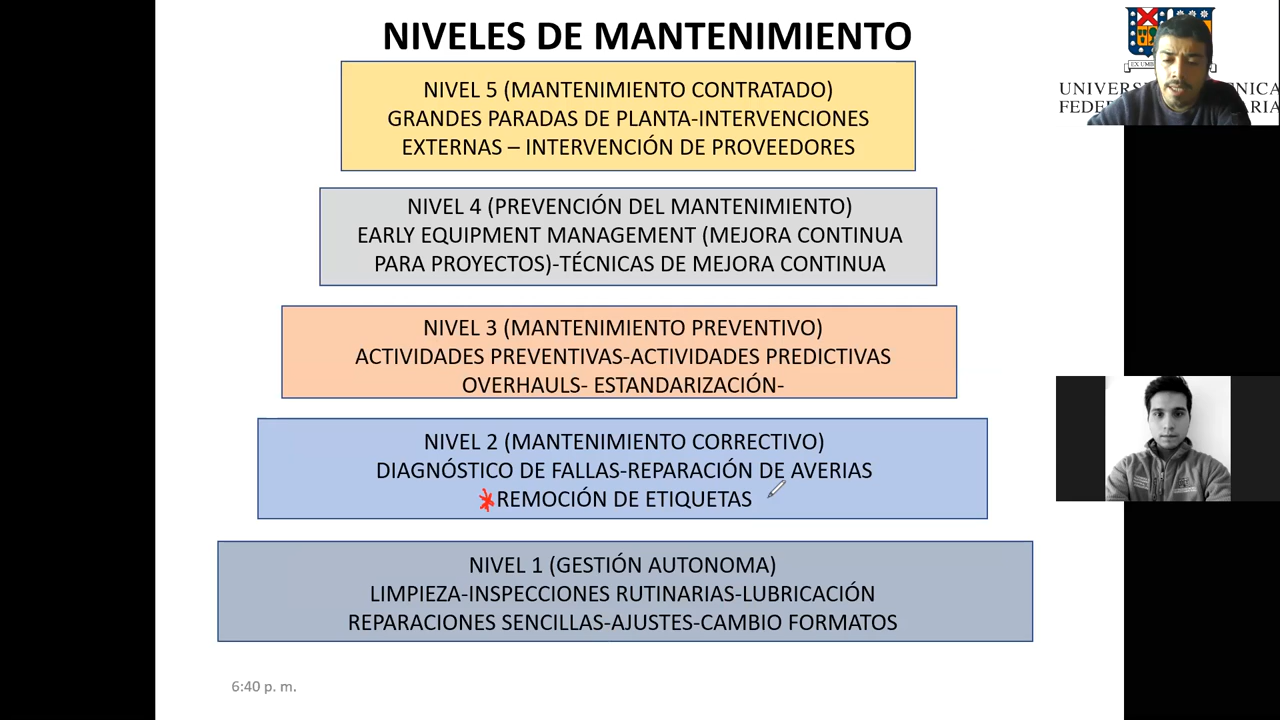 NIVELES DE MANTENIMIENTO
NIVEL 5 (MANTENIMIENTO CONTRATADO)
GRANDES PARADAS DE PLANTA-INTERVENCIONES
EXTERNAS – INTERVENCIÓN DE PROVEEDORES
NIVEL 4 (PREVENCIÓN DEL MANTENIMIENTO)
EARLY EQUIPMENT MANAGEMENT (MEJORA CONTINUA
PARA PROYECTOS)-TÉCNICAS DE MEJORA CONTINUA
NIVEL 3 (MANTENIMIENTO PREVENTIVO)
ACTIVIDADES PREVENTIVAS-ACTIVIDADES PREDICTIVAS
OVERHAULS- ESTANDARIZACIÓN-
NIVEL 2 (MANTENIMIENTO CORRECTIVO)
DIAGNÓSTICO DE FALLAS-REPARACIÓN DE AVERIAS
REMOCIÓN DE ETIQUETAS
NIVEL 1 (GESTIÓN AUTONOMA)
LIMPIEZA-INSPECCIONES RUTINARIAS-LUBRICACIÓN
REPARACIONES SENCILLAS-AJUSTES-CAMBIO FORMATOS
6:40 p. m.